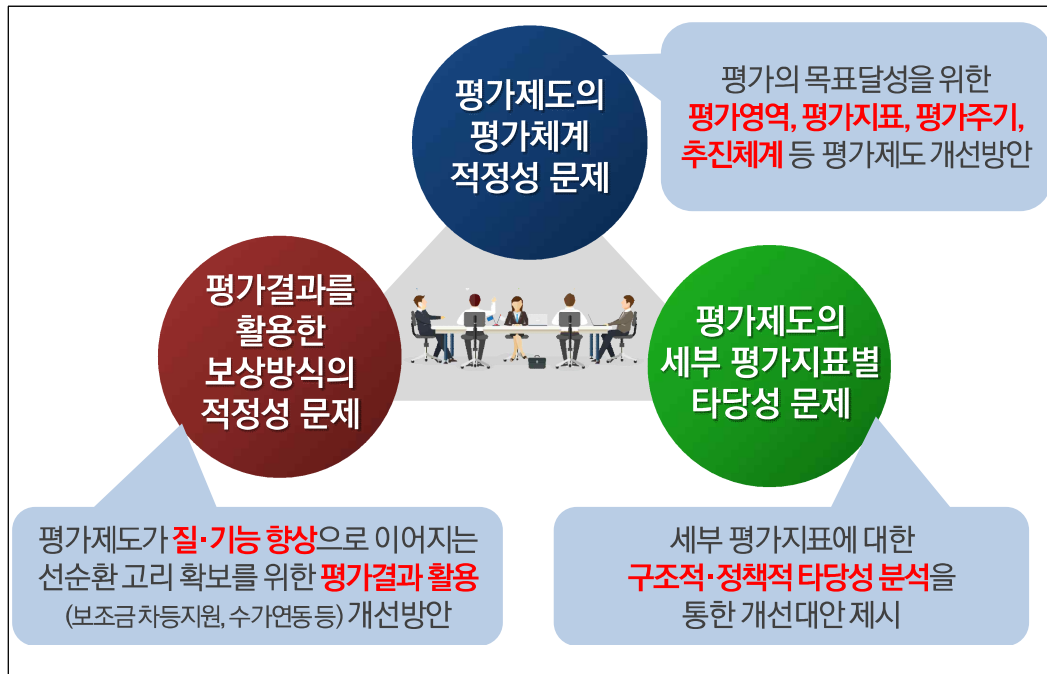 평가제도의
평가체계
적정성 문제
평가의 목표달성을 위한
평가영역, 평가지표, 평가주기,
추진체계 등 평가제도 개선방안
평가결과를
활용한
보상방식의
적정성 문제
평가제도의
세부 평가지표별
타당성 문제
평가제도가 질·기능 향상으로 이어지는
선순환 고리 확보를 위한 평가결과 활용
(보조금 차등지원, 수가연동 등) 개선방안
세부 평가지표에 대한
구조적·정책적 타당성 분석을
통한 개선대안 제시